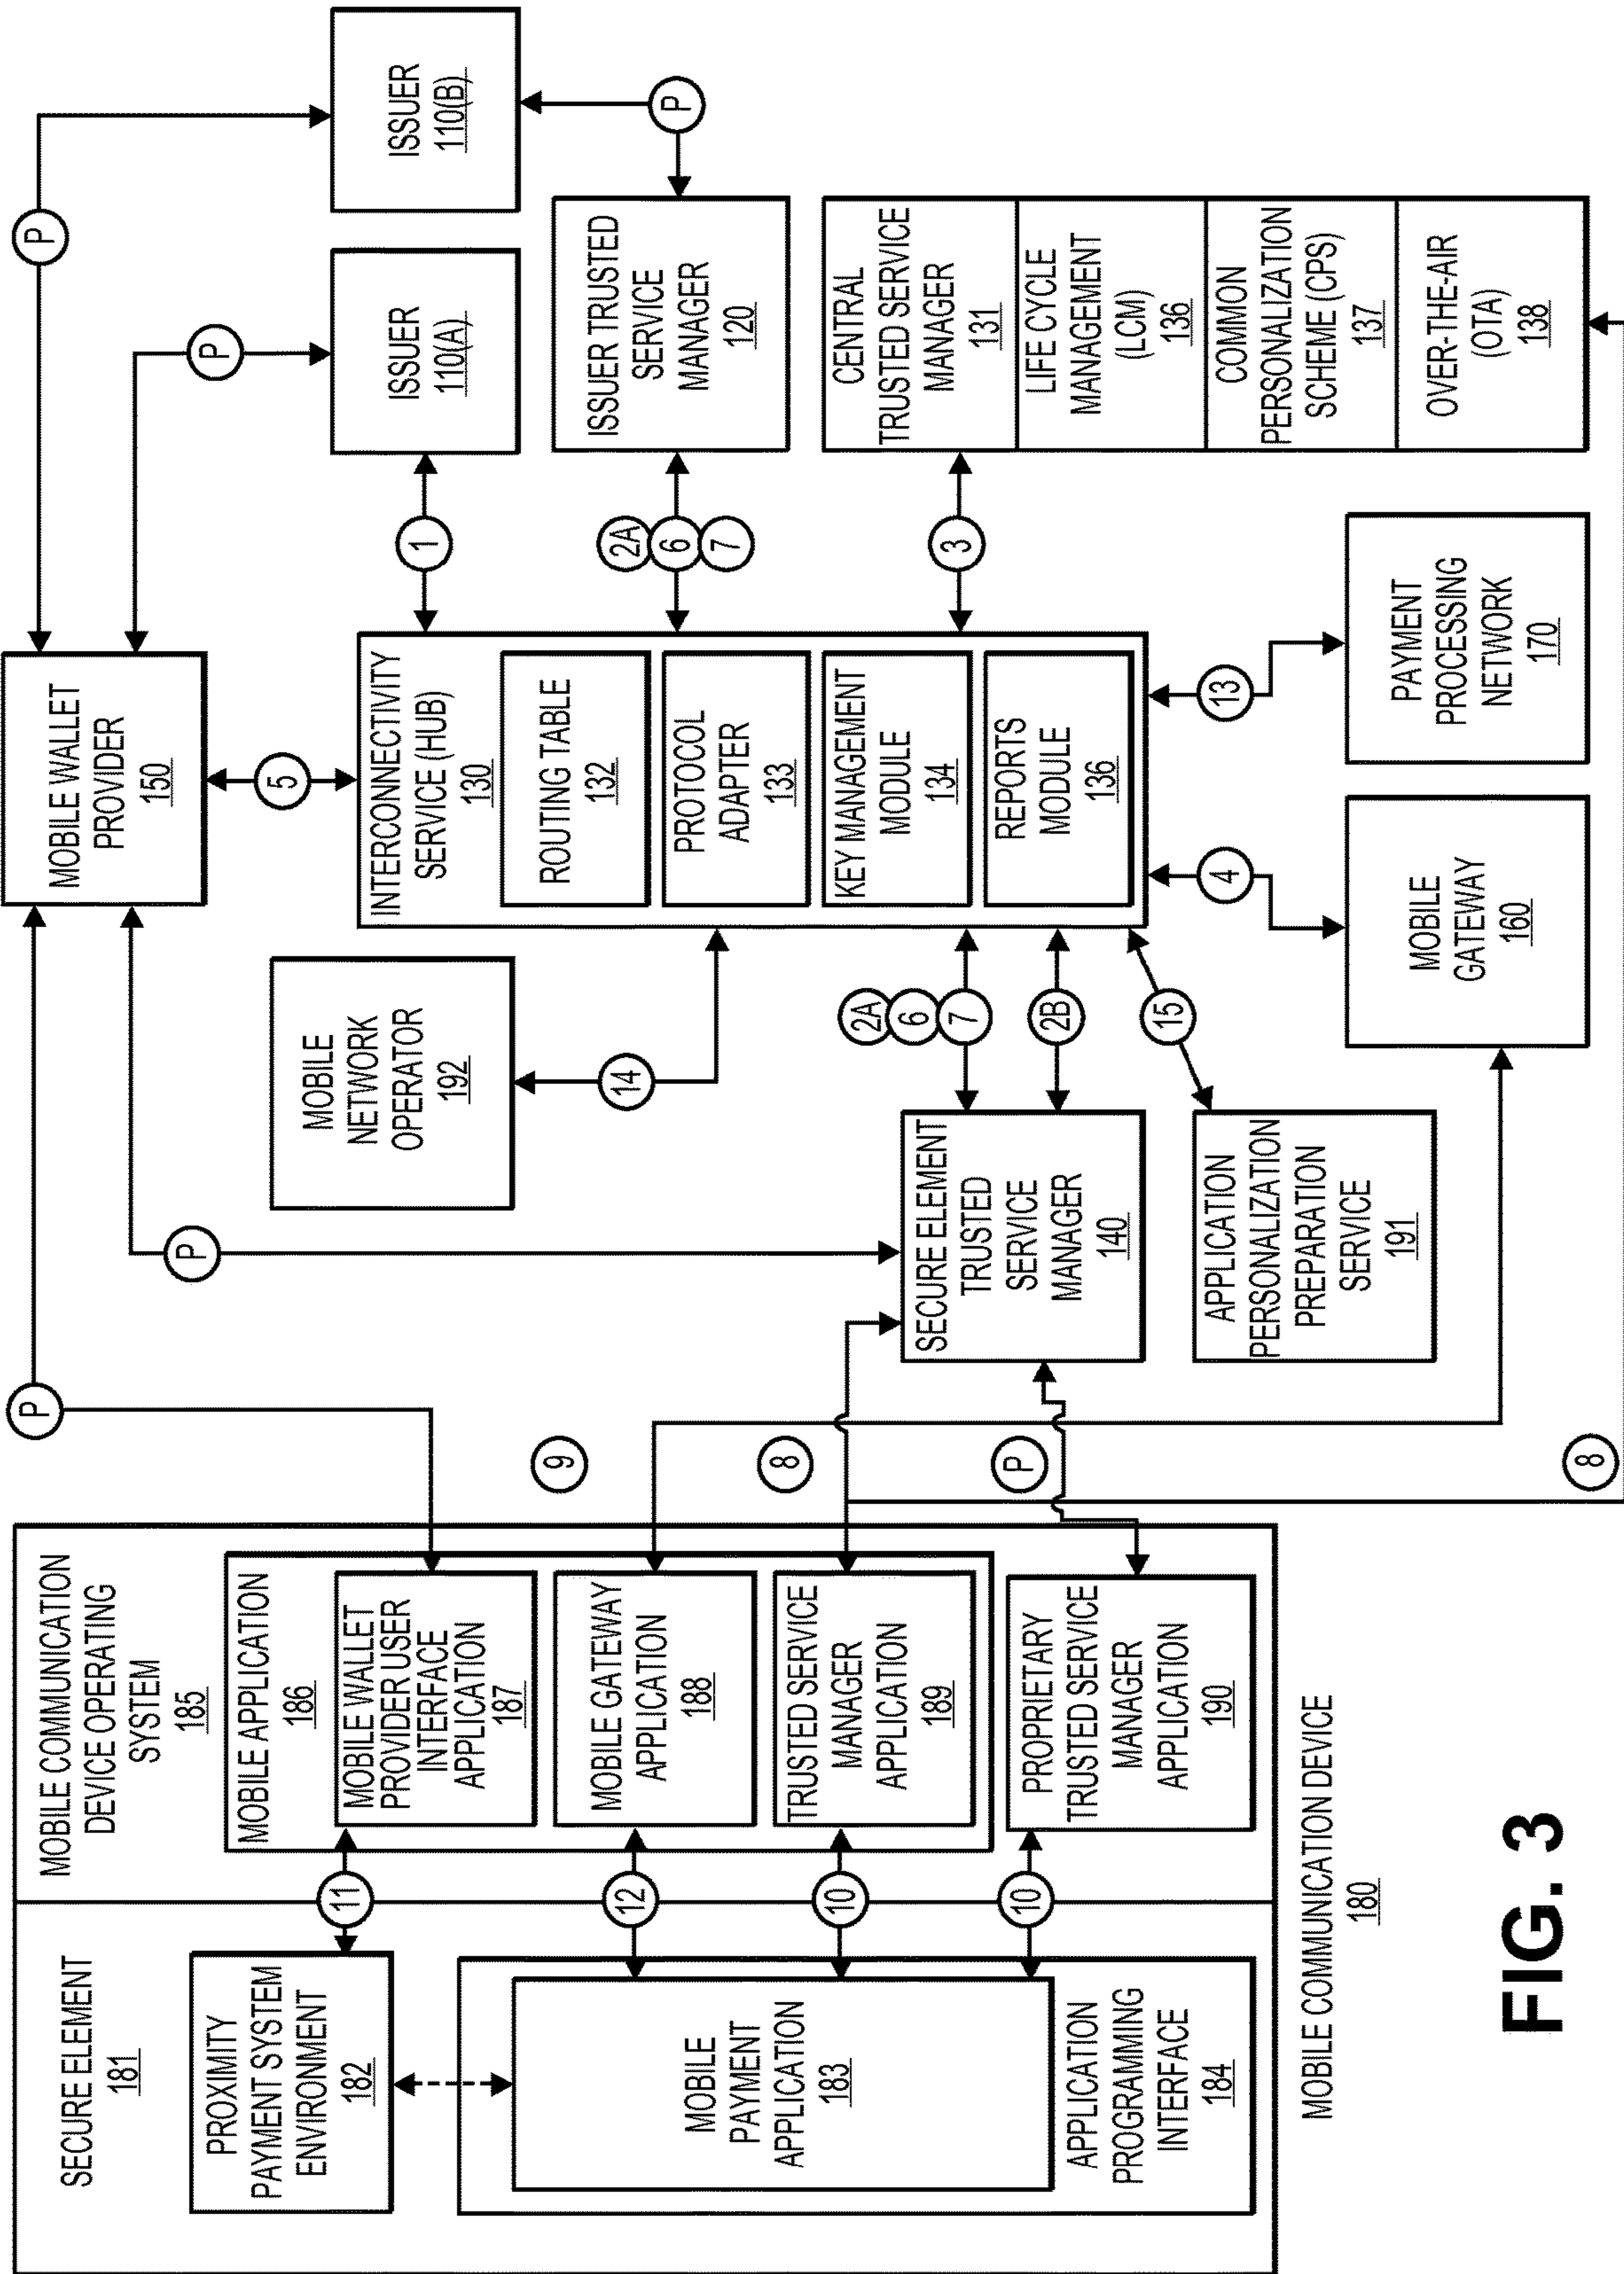 SECURE ELEMENT
181
PROXIMITY
PAYMENT SYSTEM
ENVIRONMENT
182
MOBILE
PAYMENT
APPLICATION
183
APPLICATION
PROGRAMMING
INTERFACE
184
MOBILE COMMUNICATION
DEVICE OPERATING
SYSTEM
185
MOBILE APPLICATION
186
MOBILE WALLET
PROVIDER USER
INTERFACE
APPLICATION
187
MOBILE GATEWAY
APPLICATION
188
TRUSTED SERVICE
MANAGER
APPLICATION
189
PROPRIETARY
TRUSTED SERVICE
MANAGER
APPLICATION
190
11
12
10
10
MOBILE COMMUNICATION DEVICE
180
P
9
8
P
8
P
MOBILE
NETWORK
OPERATOR
192
14
SECURE ELEMENT
TRUSTED
SERVICE
MANAGER
140
APPLICATION
PERSONALIZATION
PREPARATION
SERVICE
191
2A
6
7
2B
15
MOBILE WALLET
PROVIDER
150
5
INTERCONNECTIVITY
SERVICE (HUB)
130
ROUTING TABLE
132
PROTOCOL
ADAPTER
133
KEY MANAGEMENT
MODULE
134
REPORTS
MODULE
136
4
13
MOBILE
GATEWAY
160
PAYMENT
PROCESSING
NETWORK
170
1
2A
6
7
3
P
P
ISSUER
110(A)
ISSUER
110(B)
P
ISSUER TRUSTED
SERVICE
MANAGER
120
CENTRAL
TRUSTED SERVICE
MANAGER
131
LIFE CYCLE
MANAGEMENT
(LCM)
136
COMMON
PERSONALIZATION
SCHEME (CPS)
137
OVER-THE-AIR
(OTA)
138
FIG. 3